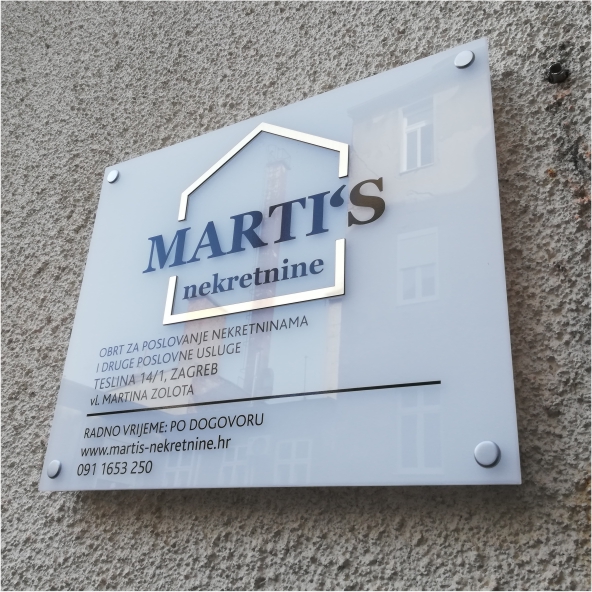 MARTI‘S
nekretnine
OBRT ZA POSLOVANJE NEKRETNINAMA
I DRUGE POSLOVNE USLUGE
TESLINA 14/1, ZAGREB
vl. MARTINA ZOLOTA
RADNO VRIJEME: PO DOGOVORU
www.martis-nekretnine.hr
091 1653 250